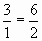 3/1 = 6/2